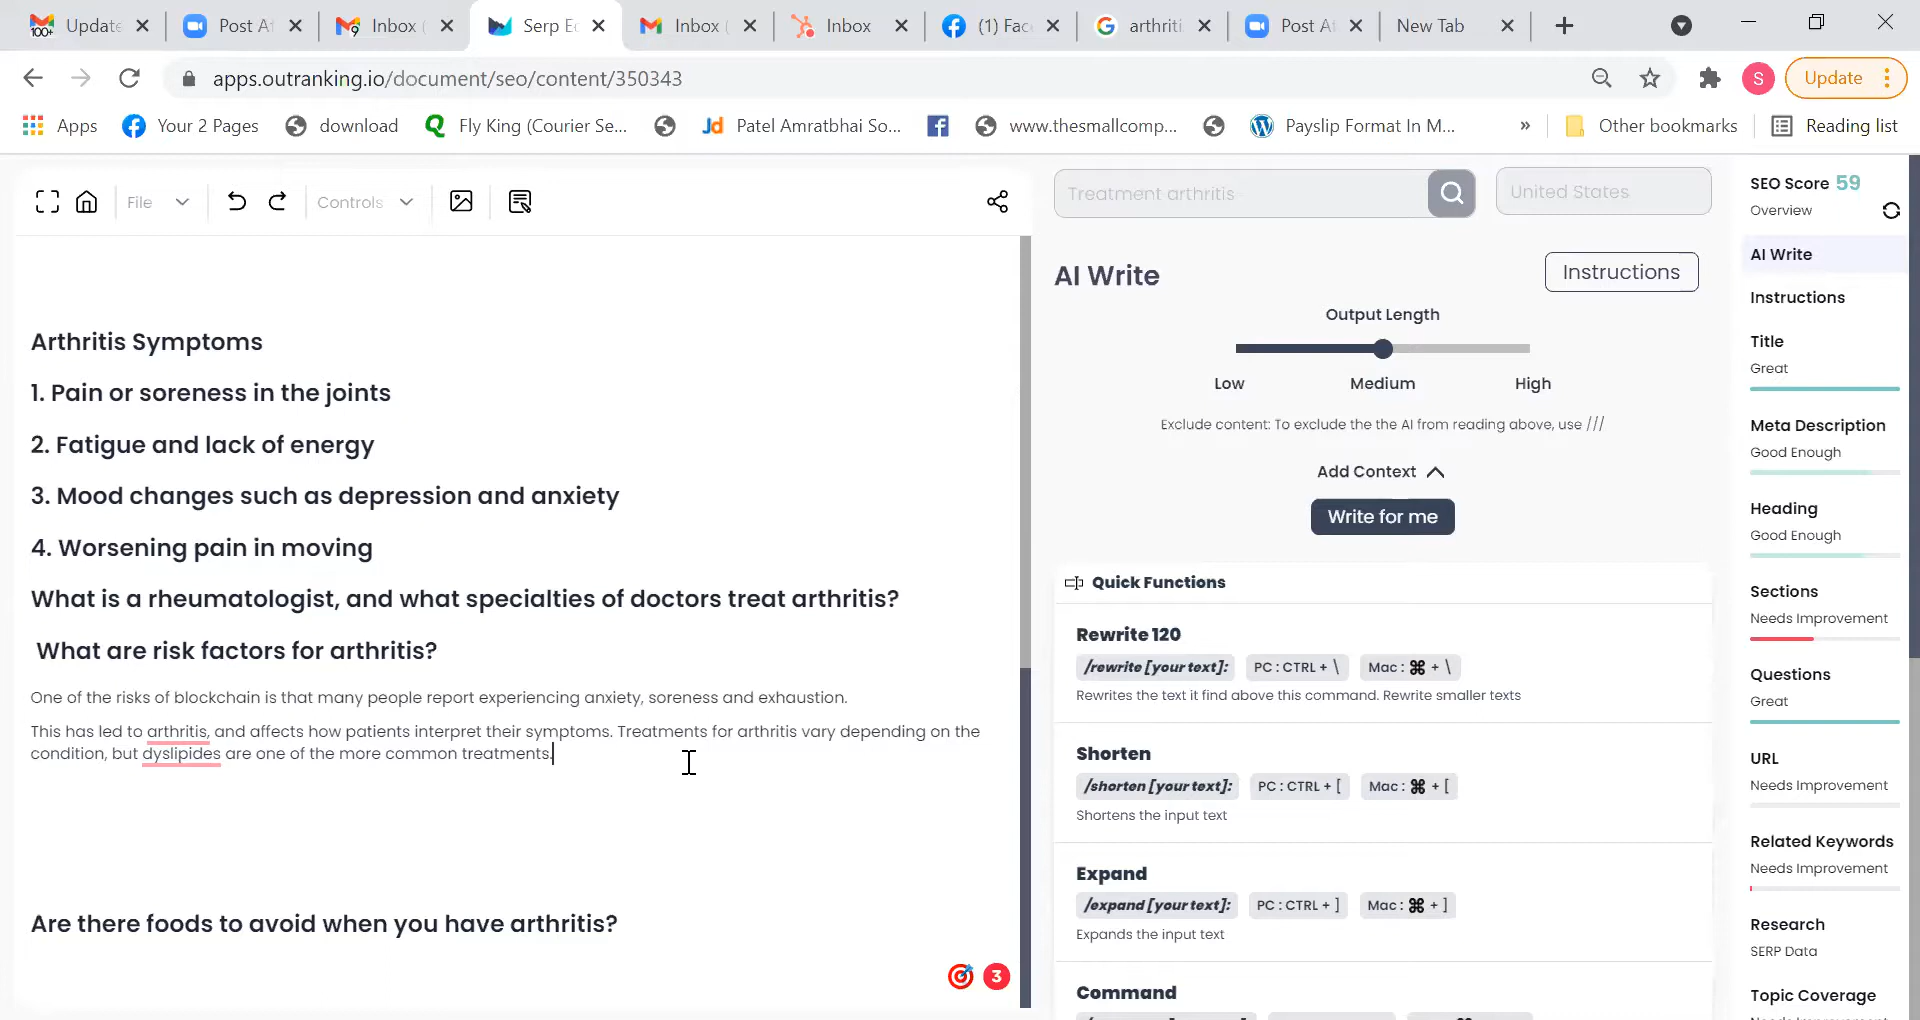 Update
Post A
Inbox (
Serp E
Inbox (
Inbox
(1) Fac
arthriti
Post A
New Tab
apps.outranking.io/document/seo/content/350343
S
Update
Apps
Your 2 Pages
download
Fly King (Courier Se...
Patel Amratbhai So...
www.thesmallcomp...
Payslip Format In M...
»
Other bookmarks
Reading list
File
Controls
Treatment arthritis
United States
SEO Score 59
Overview
AI Write
Instructions
Output Length
Low
Medium
High
Exclude content: To exclude the the AI from reading above, use ///
Add Context
Write for me
Arthritis Symptoms
1. Pain or soreness in the joints
2. Fatigue and lack of energy
3. Mood changes such as depression and anxiety
4. Worsening pain in moving
What is a rheumatologist, and what specialties of doctors treat arthritis?
What are risk factors for arthritis?
One of the risks of blockchain is that many people report experiencing anxiety, soreness and exhaustion.
This has led to arthritis, and affects how patients interpret their symptoms. Treatments for arthritis vary depending on the
condition, but dyslipides are one of the more common treatments.
Are there foods to avoid when you have arthritis?
3
Quick Functions
Rewrite 120
/rewrite [your text]: PC : CTRL + \ Mac : ⌘ + \
Rewrites the text it find above this command. Rewrite smaller texts
Shorten
/shorten [your text]: PC : CTRL + [ Mac : ⌘ + [
Shortens the input text
Expand
/expand [your text]: PC : CTRL + ] Mac : ⌘ + ]
Expands the input text
Command
AI Write
Instructions
Title
Great
Meta Description
Good Enough
Heading
Good Enough
Sections
Needs Improvement
Questions
Great
URL
Needs Improvement
Related Keywords
Needs Improvement
Research
SERP Data
Topic Coverage